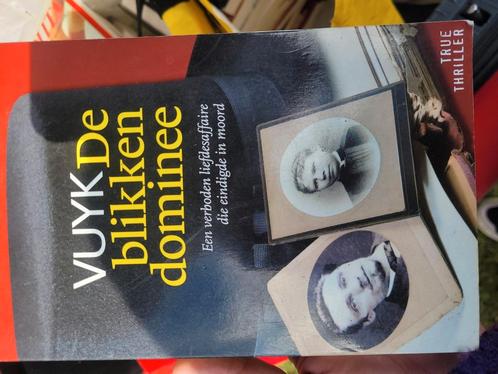 VUYK
De
blikken
dominee
Een verboden liefdesaffaire
die eindigde in moord
TRUE
THRILLER